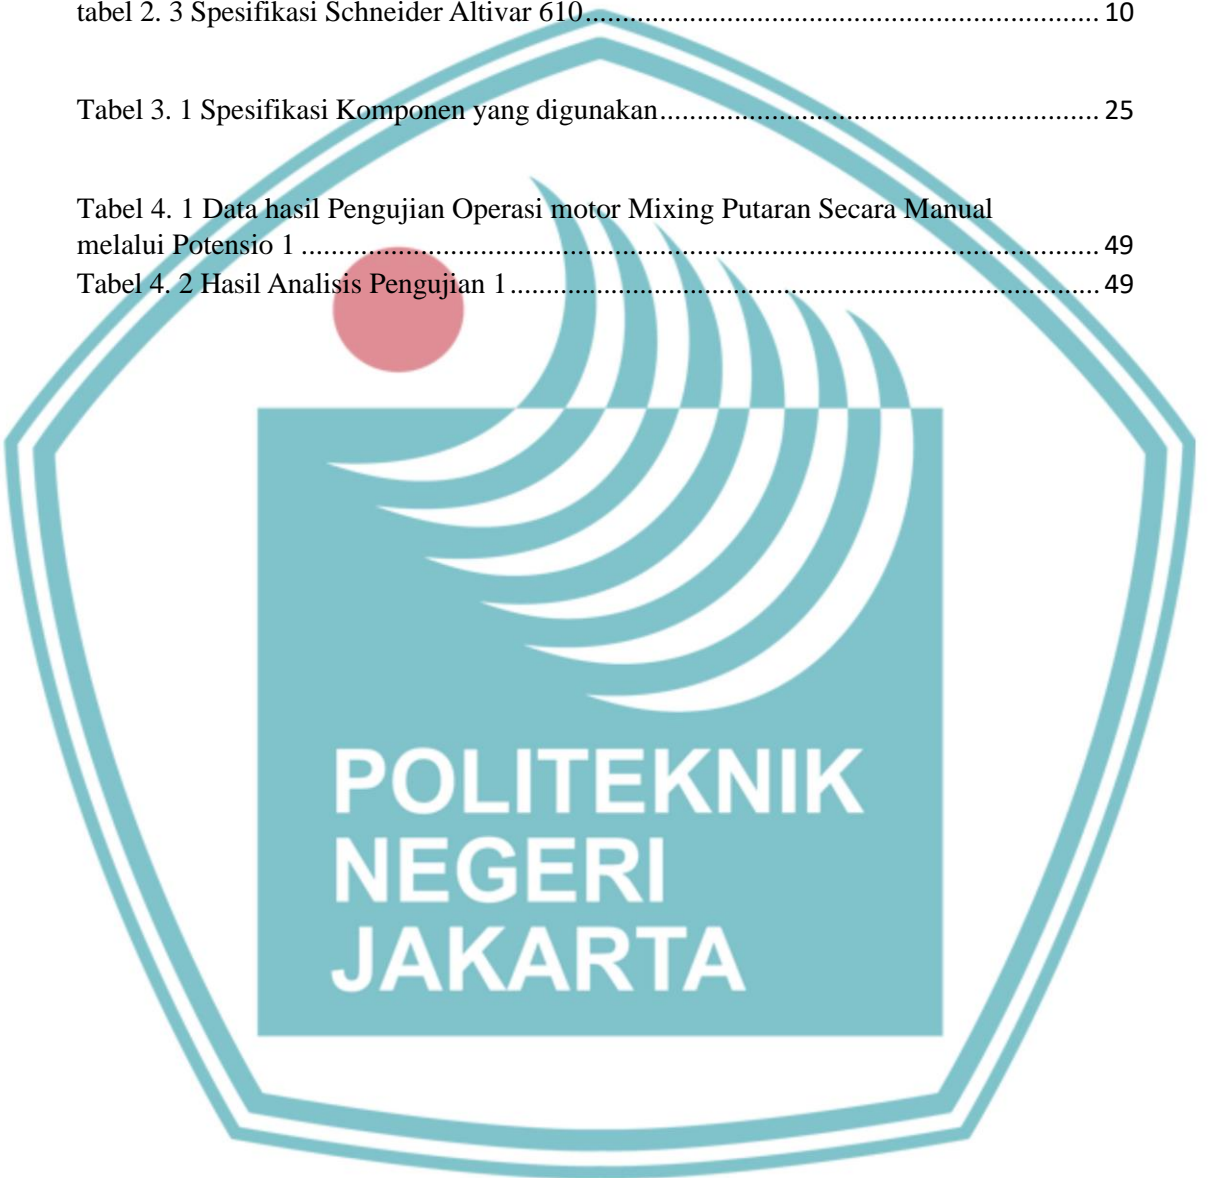 tabel 2. 3 Spesifikasi Schneider Altivar 610.......................................................................... 10
Tabel 3. 1 Spesifikasi Komponen yang digunakan............................................................ 25
Tabel 4. 1 Data hasil Pengujian Operasi motor Mixing Putaran Secara Manual
melalui Potensio 1 ............................................................................................................. 49
Tabel 4. 2 Hasil Analisis Pengujian 1................................................................................ 49
POLITEKNIK
NEGERI
JAKARTA